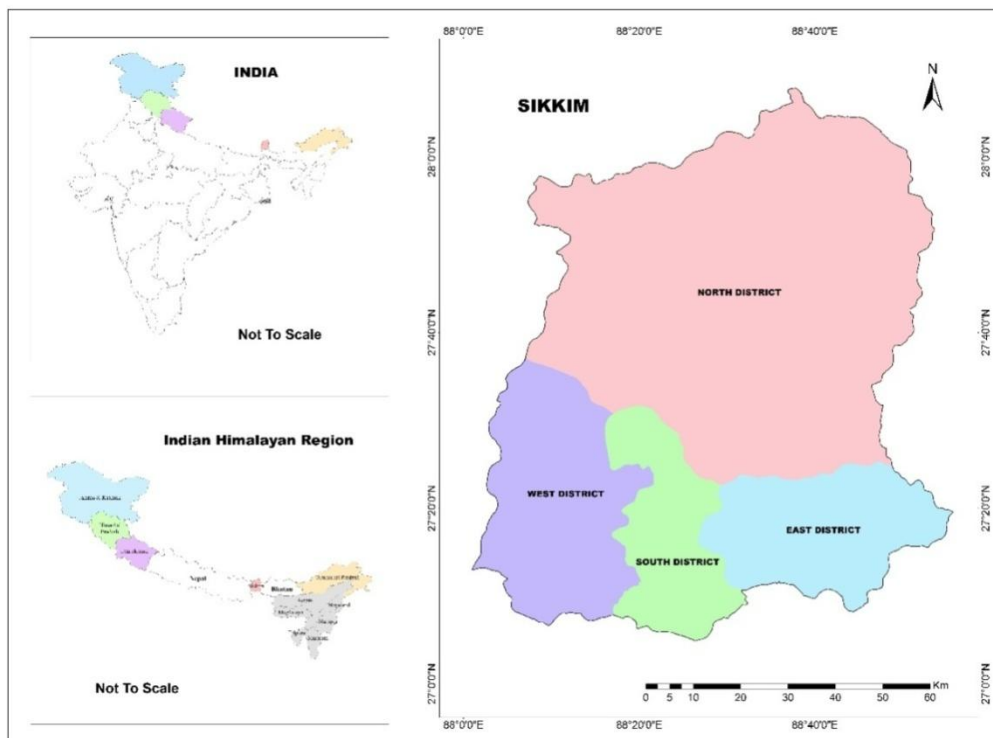 INDIA
Not To Scale
Indian Himalayan Region
Nepal
Bhutan
Not To Scale
88°0'0"E
88°20'0"E
88°40'0"E
N
SIKKIM
28°0'0"N
28°0'0"N
NORTH DISTRICT
27°40'0"N
27°40'0"N
WEST DISTRICT
27°20'0"N
27°20'0"N
EAST DISTRICT
SOUTH DISTRICT
27°0'0"N
27°0'0"N
Km
0 5 10 20 30 40 50 60
88°0'0"E
88°20'0"E
88°40'0"E